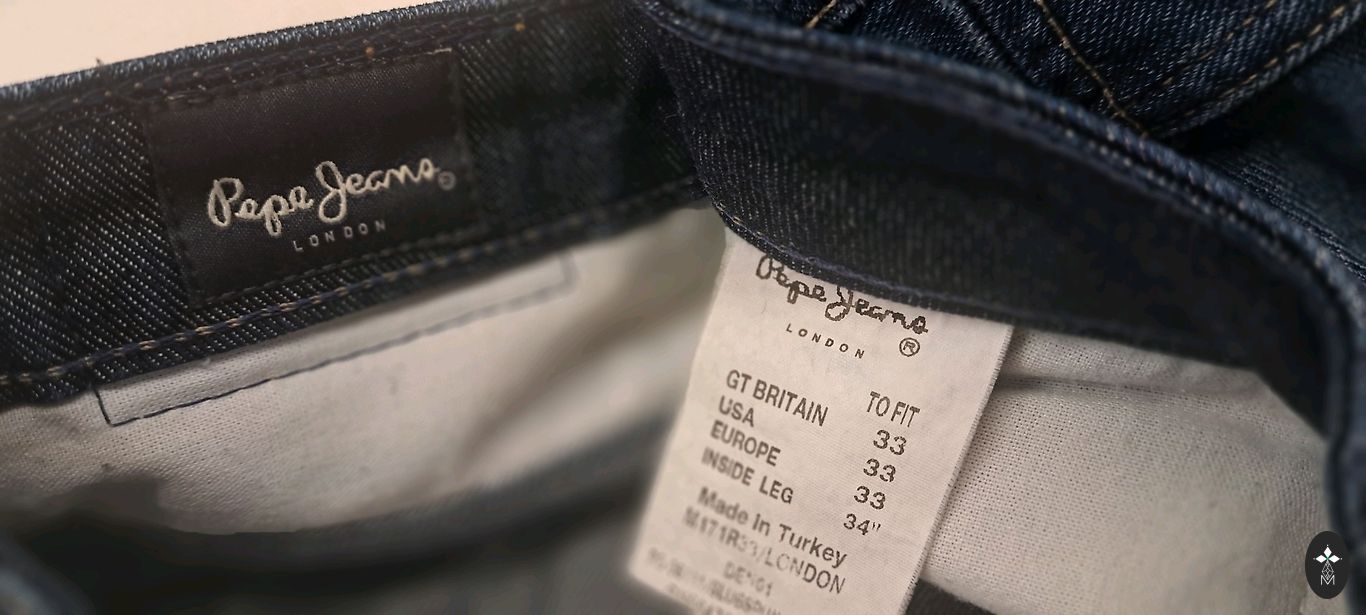 Pepe Jeans
LONDON
Pepe Jeans
LONDON ®
TO FIT
GT BRITAIN 33
USA 33
EUROPE 33
INSIDE LEG 34"
Made in Turkey
/LONDON
M